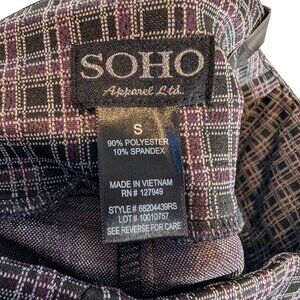 SOHO
Apparel Ltd.
S
90% POLYESTER
10% SPANDEX
MADE IN VIETNAM
RN # 127949
STYLE # 68204439RS
LOT # 10010757
SEE REVERSE FOR CARE